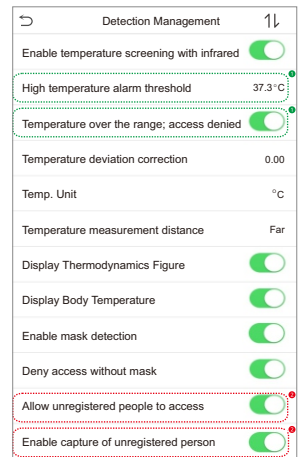 Detection Management
Enable temperature screening with infrared
High temperature alarm threshold 37.3°C
Temperature over the range; access denied
Temperature deviation correction 0.00
Temp. Unit °C
Temperature measurement distance Far
Display Thermodynamics Figure
Display Body Temperature
Enable mask detection
Deny access without mask
Allow unregistered people to access
Enable capture of unregistered person